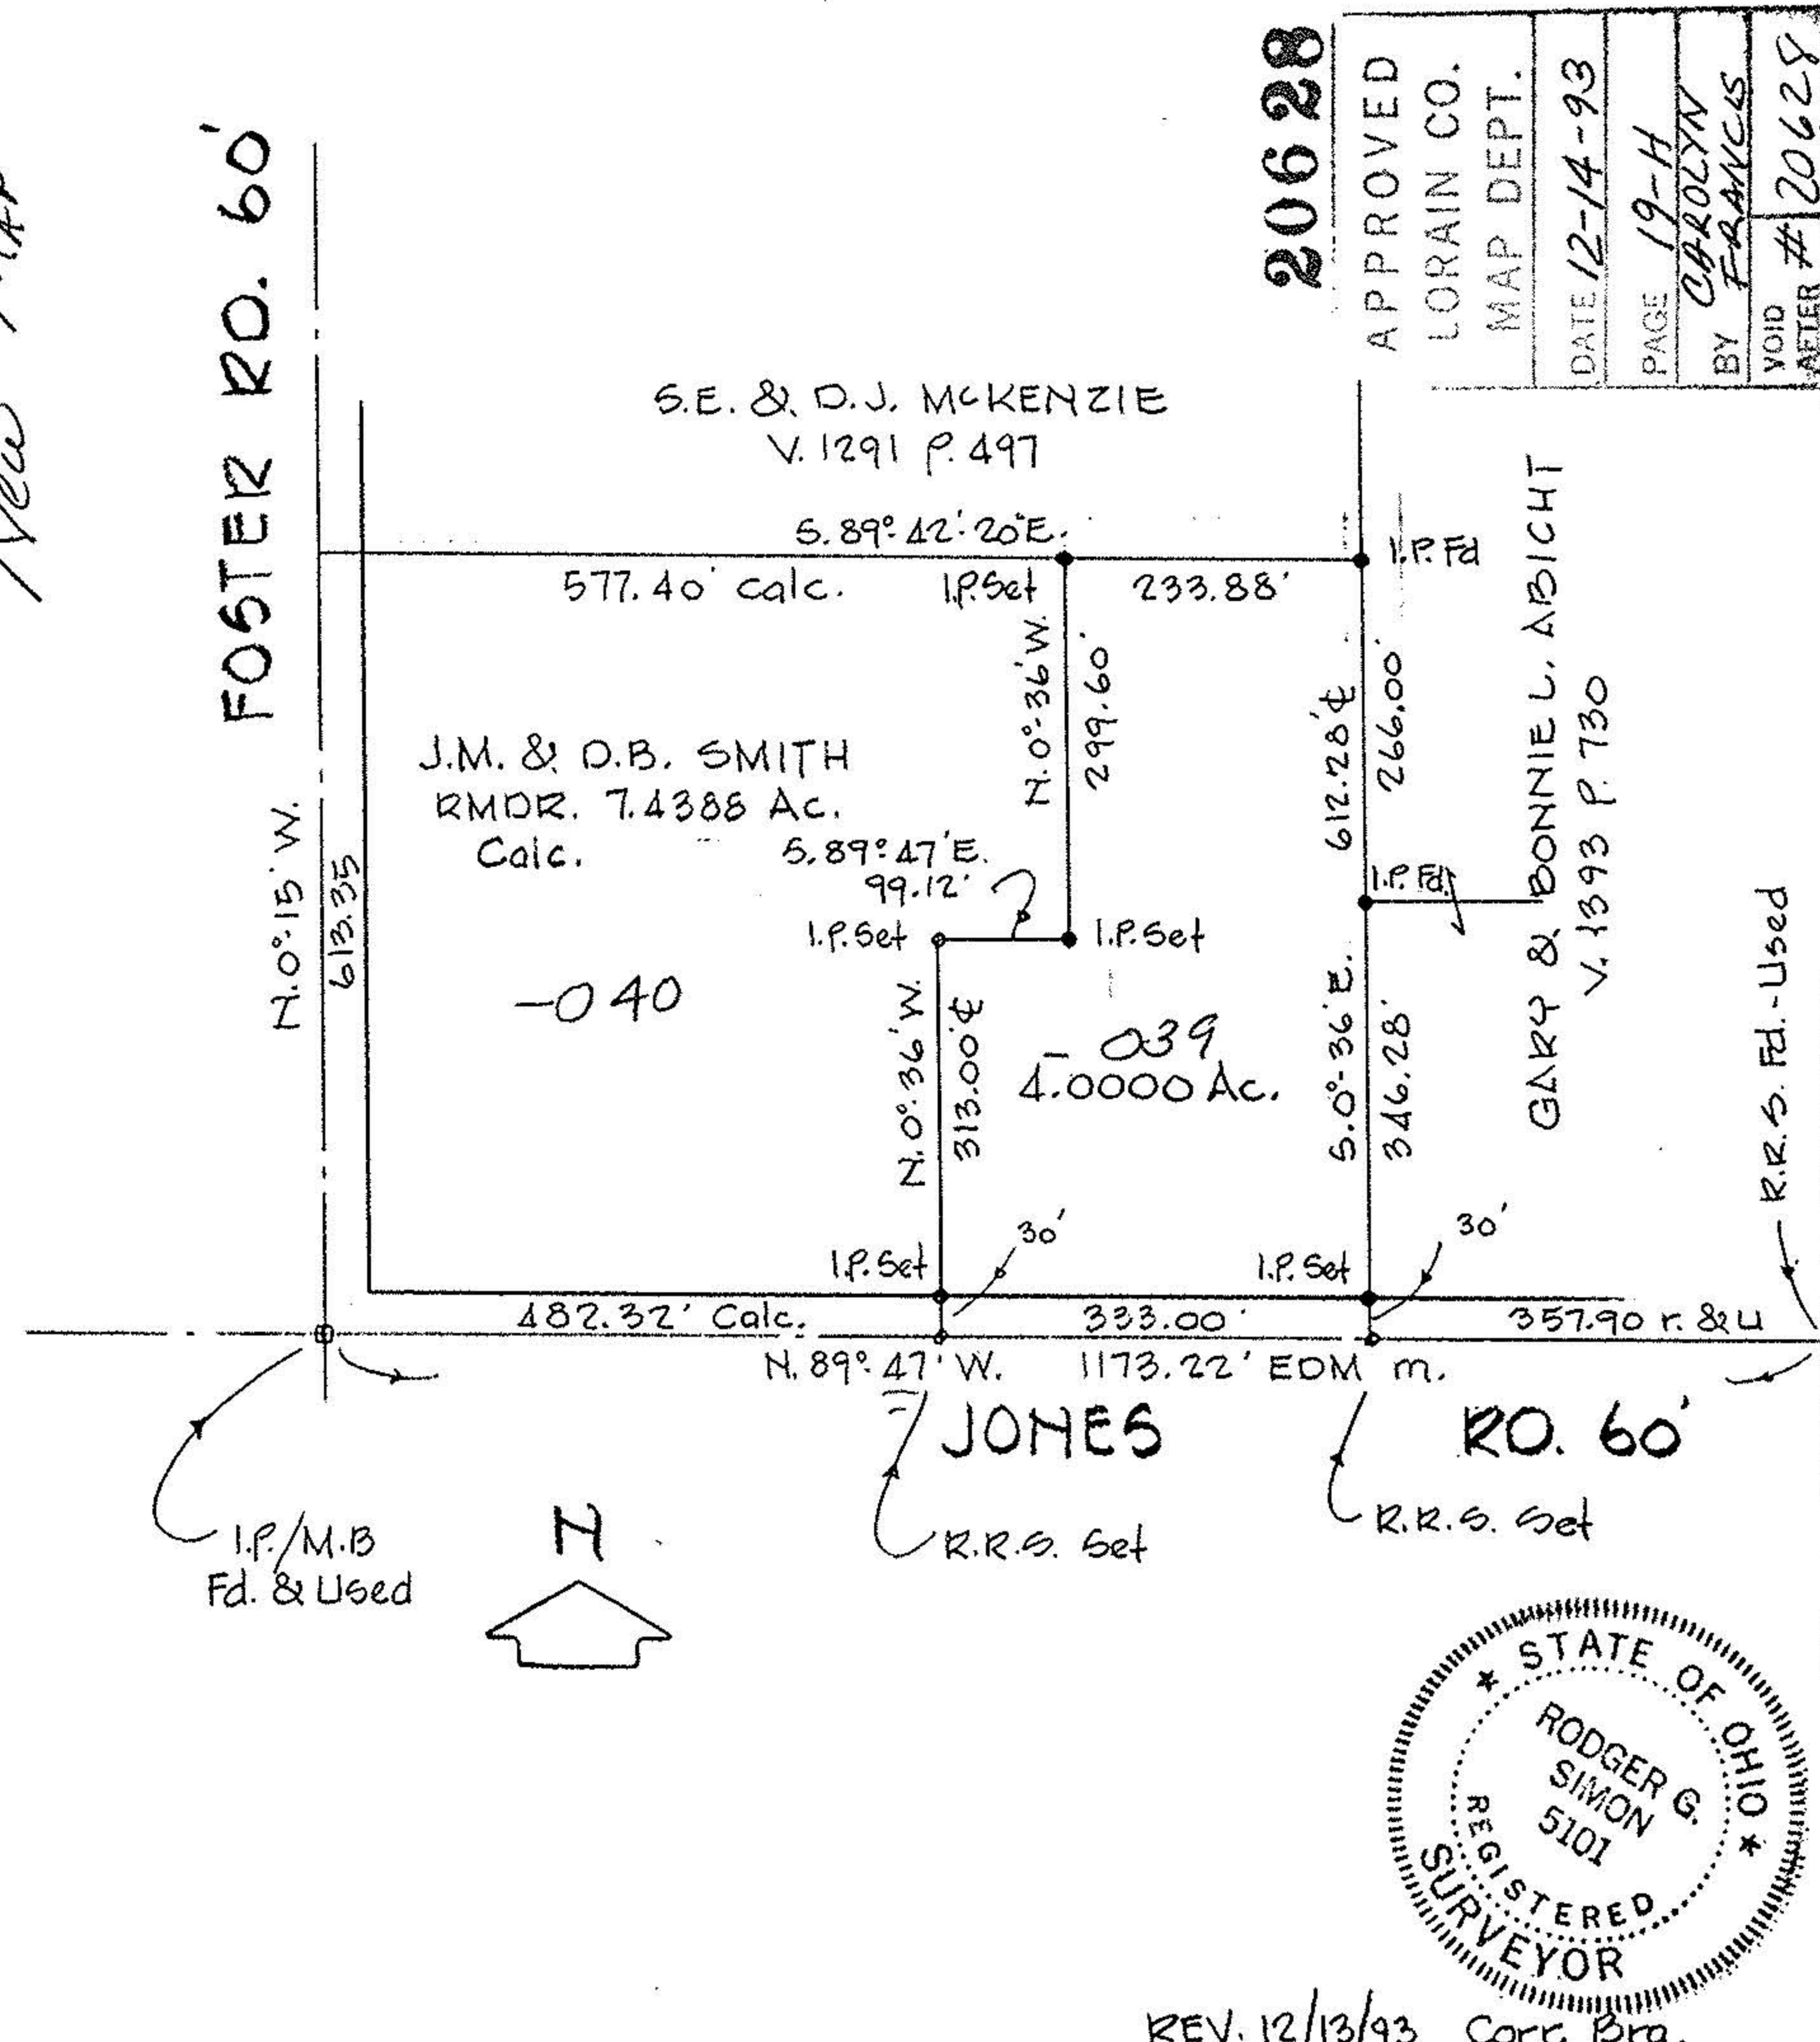 New MAP
20628
APPROVED
LORAIN CO.
MAP DEPT.
DATE 12-14-93
PAGE 19-H
BY CAROLYN FRANCIS
VOID AFTER # 20628
FOSTER RD. 60'
S.E. & D.J. McKENZIE
V. 1291 P. 497
S. 89°-42'-20"E.
577.40' calc.
I.P. Set
233.88'
I.P. Fd
N. 0°-36' W.
299.60'
612.28' ℄
266.00'
GARY & BONNIE L. ABICHT
V. 1393 P. 730
J.M. & D.B. SMITH
RMDR. 7.4388 Ac.
Calc.
S. 89°47' E.
99.12'
I.P. Fd.
I.P. Set
I.P. Set
N. 0°-15' W.
613.35
-040
N. 0°-36' W.
313.00' ℄
- 039
4.0000 Ac.
S. 0°-36' E.
346.28'
R.R.S. Fd. - Used
30'
30'
I.P. Set
I.P. Set
482.32' Calc.
333.00'
357.90 r. & u
N. 89°-47' W. 1173.22' EDM m.
JONES RD. 60'
I.P./M.B
Fd. & Used
N
R.R.S. Set
R.R.S. Set
STATE OF OHIO
RODGER G.
SIMON
5101
REGISTERED
SURVEYOR
REV. 12/13/93 Corr. Brg.